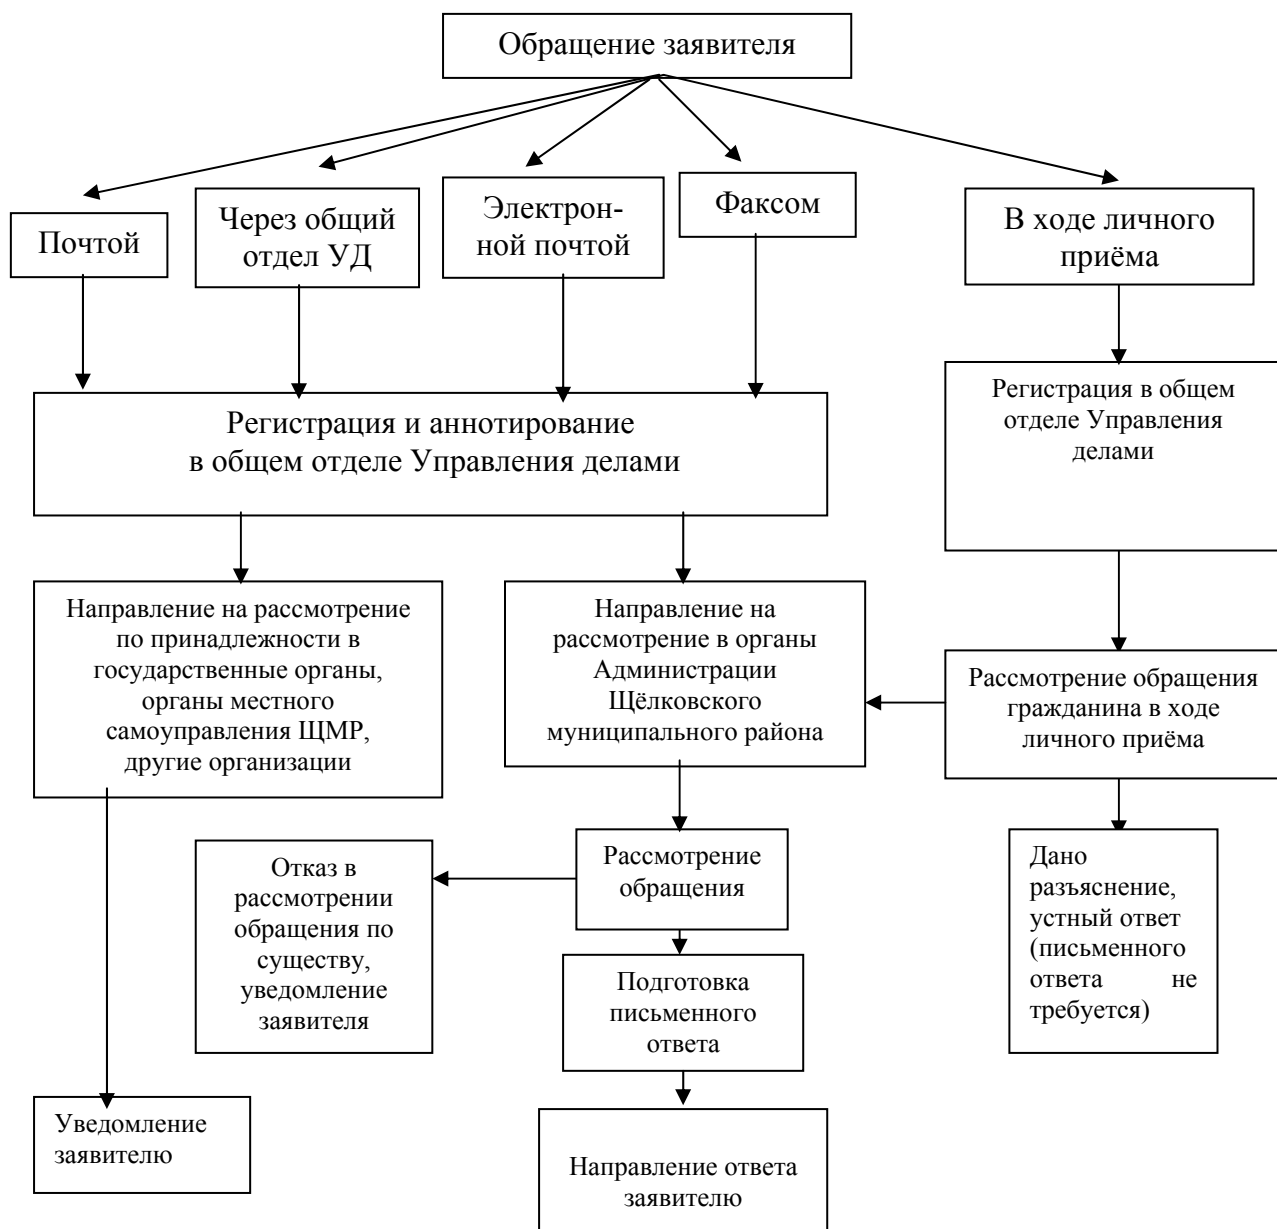 Обращение заявителя
Почтой
Через общий
отдел УД
Электрон-
ной почтой
Факсом
В ходе личного
приёма
Регистрация и аннотирование
в общем отделе Управления делами
Регистрация в общем
отделе Управления
делами
Направление на рассмотрение
по принадлежности в
государственные органы,
органы местного
самоуправления ЩМР,
другие организации
Направление на
рассмотрение в органы
Администрации
Щёлковского
муниципального района
Рассмотрение обращения
гражданина в ходе
личного приёма
Отказ в
рассмотрении
обращения по
существу,
уведомление
заявителя
Рассмотрение
обращения
Дано
разъяснение,
устный ответ
(письменного
ответа не
требуется)
Подготовка
письменного
ответа
Уведомление
заявителю
Направление ответа
заявителю